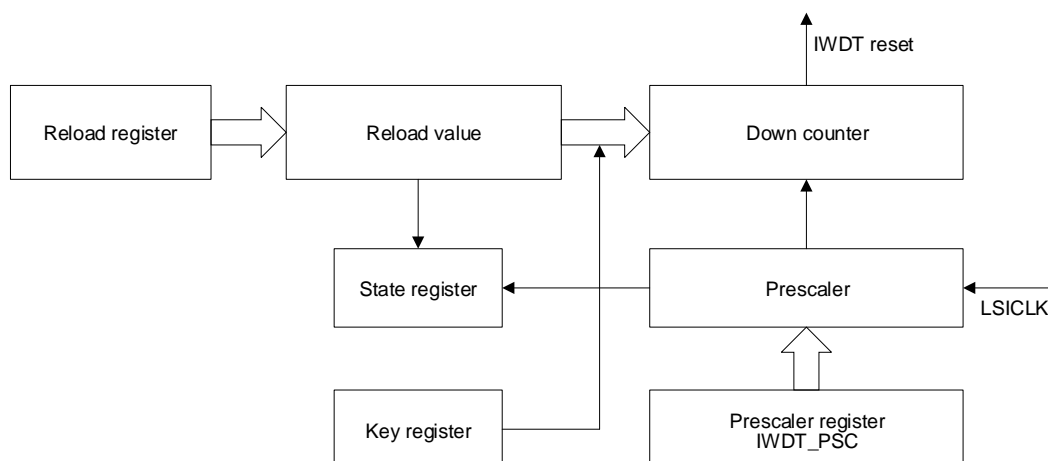 IWDT reset
Reload register
Reload value
Down counter
State register
Prescaler
LSICLK
Key register
Prescaler register
IWDT_PSC